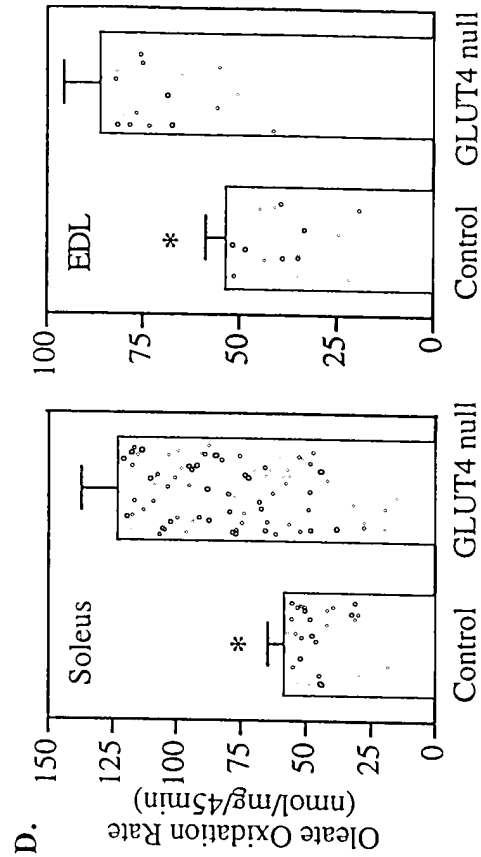 D.
Oleate Oxidation Rate
(nmol/mg/45min)
150
125
100
75
50
25
0
Soleus
*
Control
GLUT4 null
100
75
50
25
0
EDL
*
Control
GLUT4 null